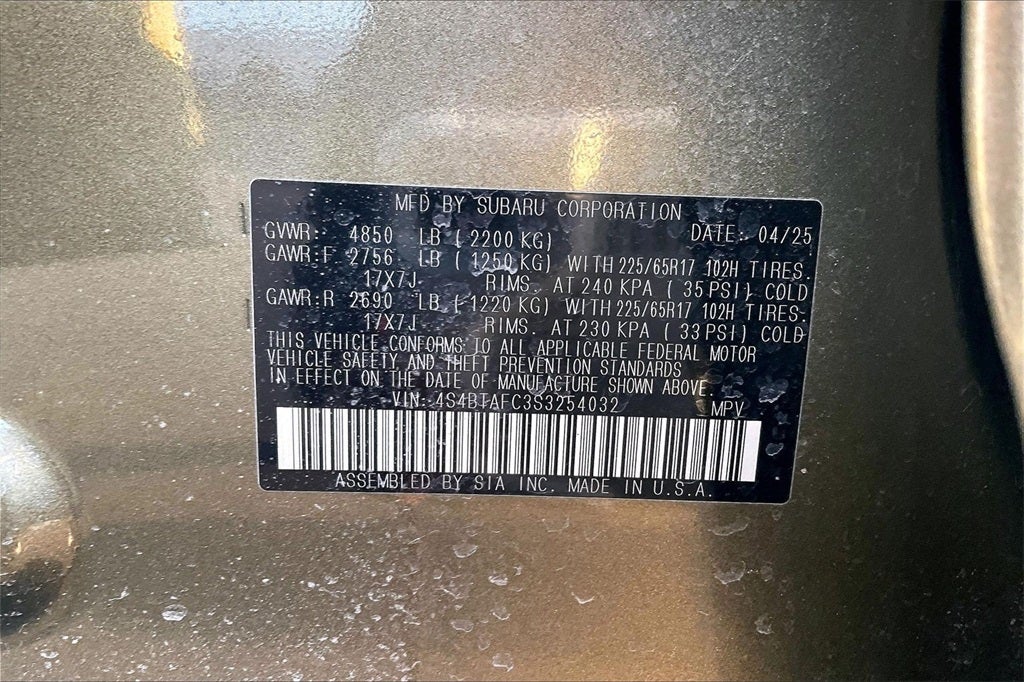 MFD BY SUBARU CORPORATION
GVWR: 4850 LB (2200 KG) DATE: 04/25
GAWR:F 2756 LB (1250 KG) WITH 225/65R17 102H TIRES.
17X7J RIMS. AT 240 KPA (35 PSI) COLD
GAWR:R 2690 LB (1220 KG) WITH 225/65R17 102H TIRES.
17X7J RIMS. AT 230 KPA (33 PSI) COLD
THIS VEHICLE CONFORMS TO ALL APPLICABLE FEDERAL MOTOR
VEHICLE SAFETY AND THEFT PREVENTION STANDARDS
IN EFFECT ON THE DATE OF MANUFACTURE SHOWN ABOVE.
VIN: 4S4BTAFC3S3254032 MPV
ASSEMBLED BY SIA INC. MADE IN U.S.A.